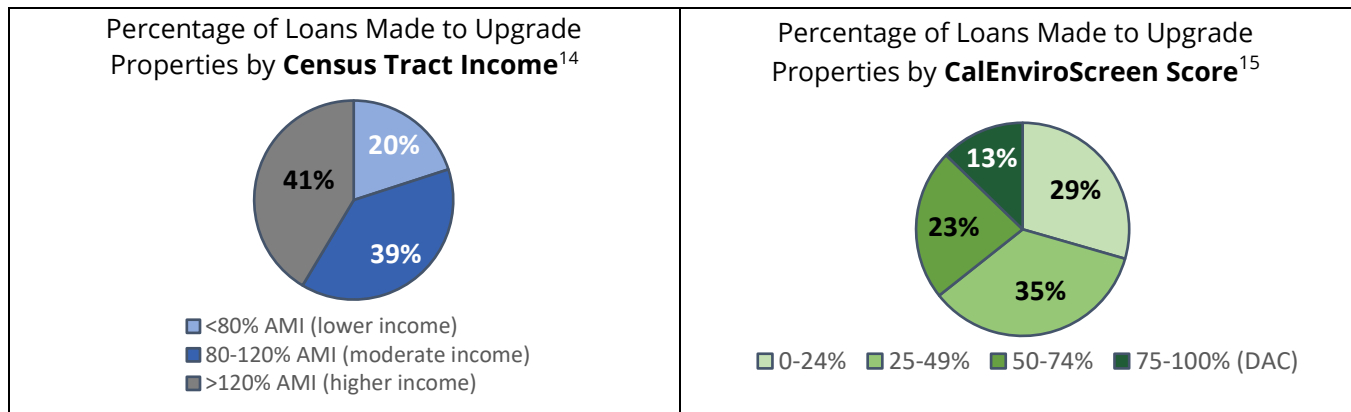 Percentage of Loans Made to Upgrade
Properties by Census Tract Income14
20%
41%
39%
<80% AMI (lower income)
80-120% AMI (moderate income)
>120% AMI (higher income)
Percentage of Loans Made to Upgrade
Properties by CalEnviroScreen Score15
13%
29%
23%
35%
0-24% 25-49% 50-74% 75-100% (DAC)